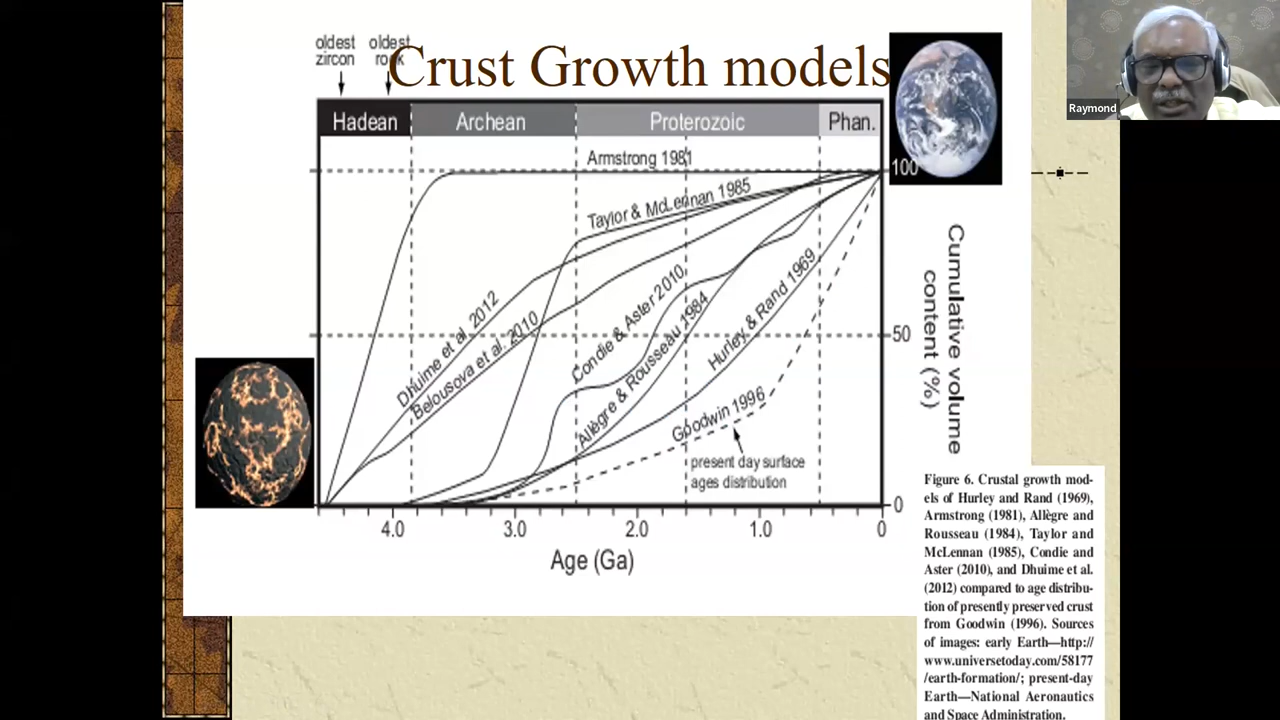 oldest
zircon
oldest
rock
Crust Growth models
Raymond
Hadean
Archean
Proterozoic
Phan.
Armstrong 1981
100
Taylor & McLennan 1985
Dhuime et al. 2012
Belousova et al. 2010
Condie & Aster 2010
Allègre & Rousseau 1984
Hurley & Rand 1969
Goodwin 1996
present day surface
ages distribution
50
0
Cumulative volume
content (%)
4.0
3.0
2.0
1.0
0
Age (Ga)
Figure 6. Crustal growth mod-
els of Hurley and Rand (1969),
Armstrong (1981), Allègre and
Rousseau (1984), Taylor and
McLennan (1985), Condie and
Aster (2010), and Dhuime et al.
(2012) compared to age distribu-
tion of presently preserved crust
from Goodwin (1996). Sources
of images: early Earth—http://
www.universetoday.com/58177
/earth-formation/; present-day
Earth—National Aeronautics
and Space Administration.